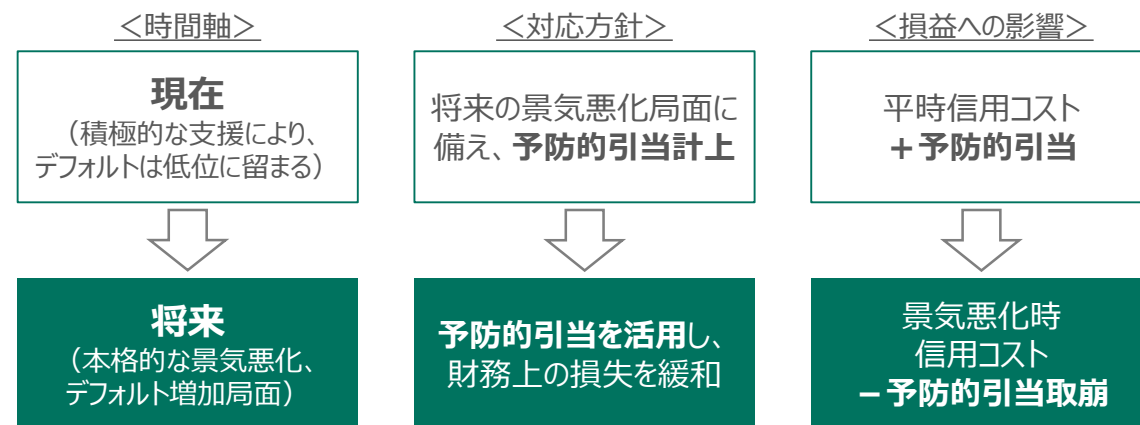 <時間軸>
現在
（積極的な支援により、
デフォルトは低位に留まる）
将来
（本格的な景気悪化、
デフォルト増加局面）
<対応方針>
将来の景気悪化局面に
備え、予防的引当計上
予防的引当を活用し、
財務上の損失を緩和
<損益への影響>
平時信用コスト
＋予防的引当
景気悪化時
信用コスト
－予防的引当取崩